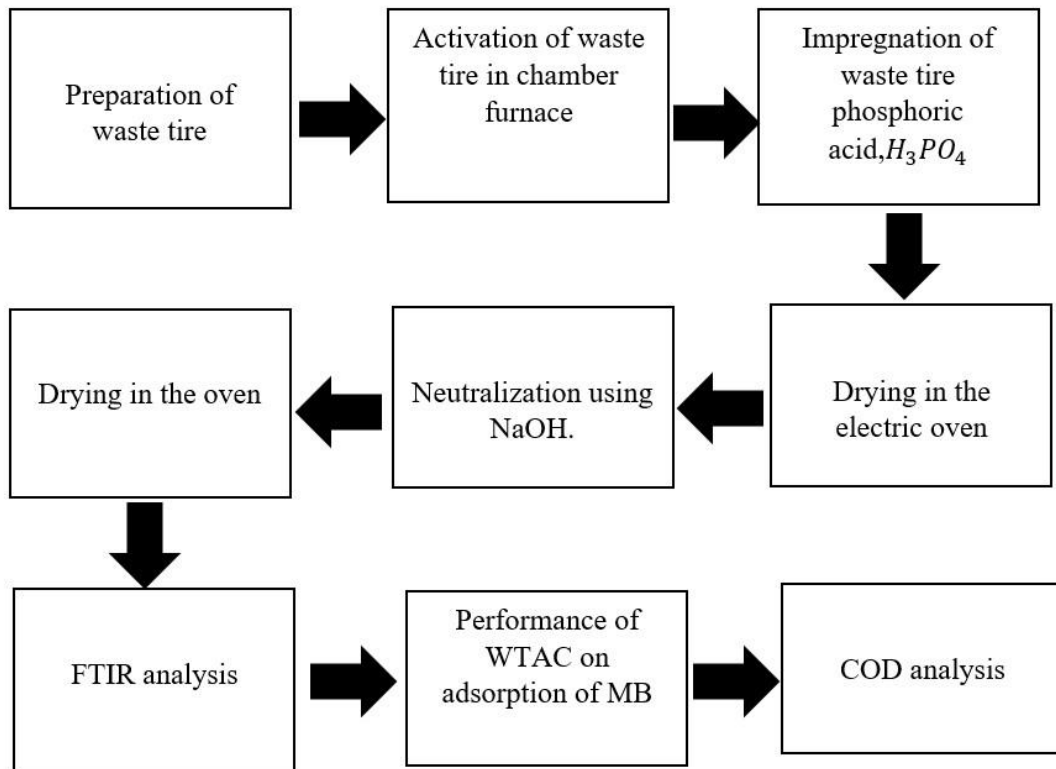 Preparation of
waste tire
Activation of waste
tire in chamber
furnace
Impregnation of
waste tire
phosphoric
acid,H₃PO₄
Drying in the
electric oven
Neutralization using
NaOH.
Drying in the oven
FTIR analysis
Performance of
WTAC on
adsorption of MB
COD analysis